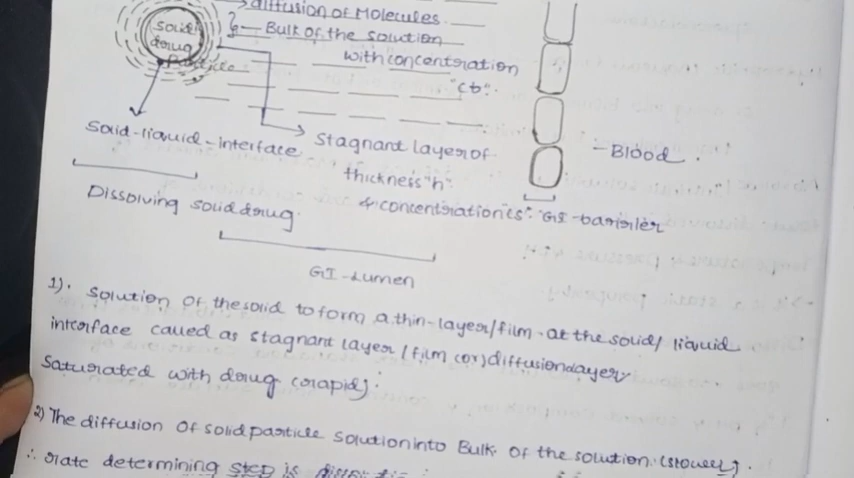 diffusion of Molecules.
Bulk of the solution
with concentration
"cb".
solid
drug
Particle
Solid-liquid-interface
Stagnant layer of
thickness "h".
& concentration "cs".
-Blood.
GI-barrier
Dissolving solid drug.
GI-Lumen
1). Solution of the solid to form a thin-layer/film at the solid/liquid
interface called as stagnant layer/film (or) diffusion layer
Saturated with drug (rapid).
2) The diffusion of solid particle solution into Bulk of the solution. (slower).
∴ rate determining step is